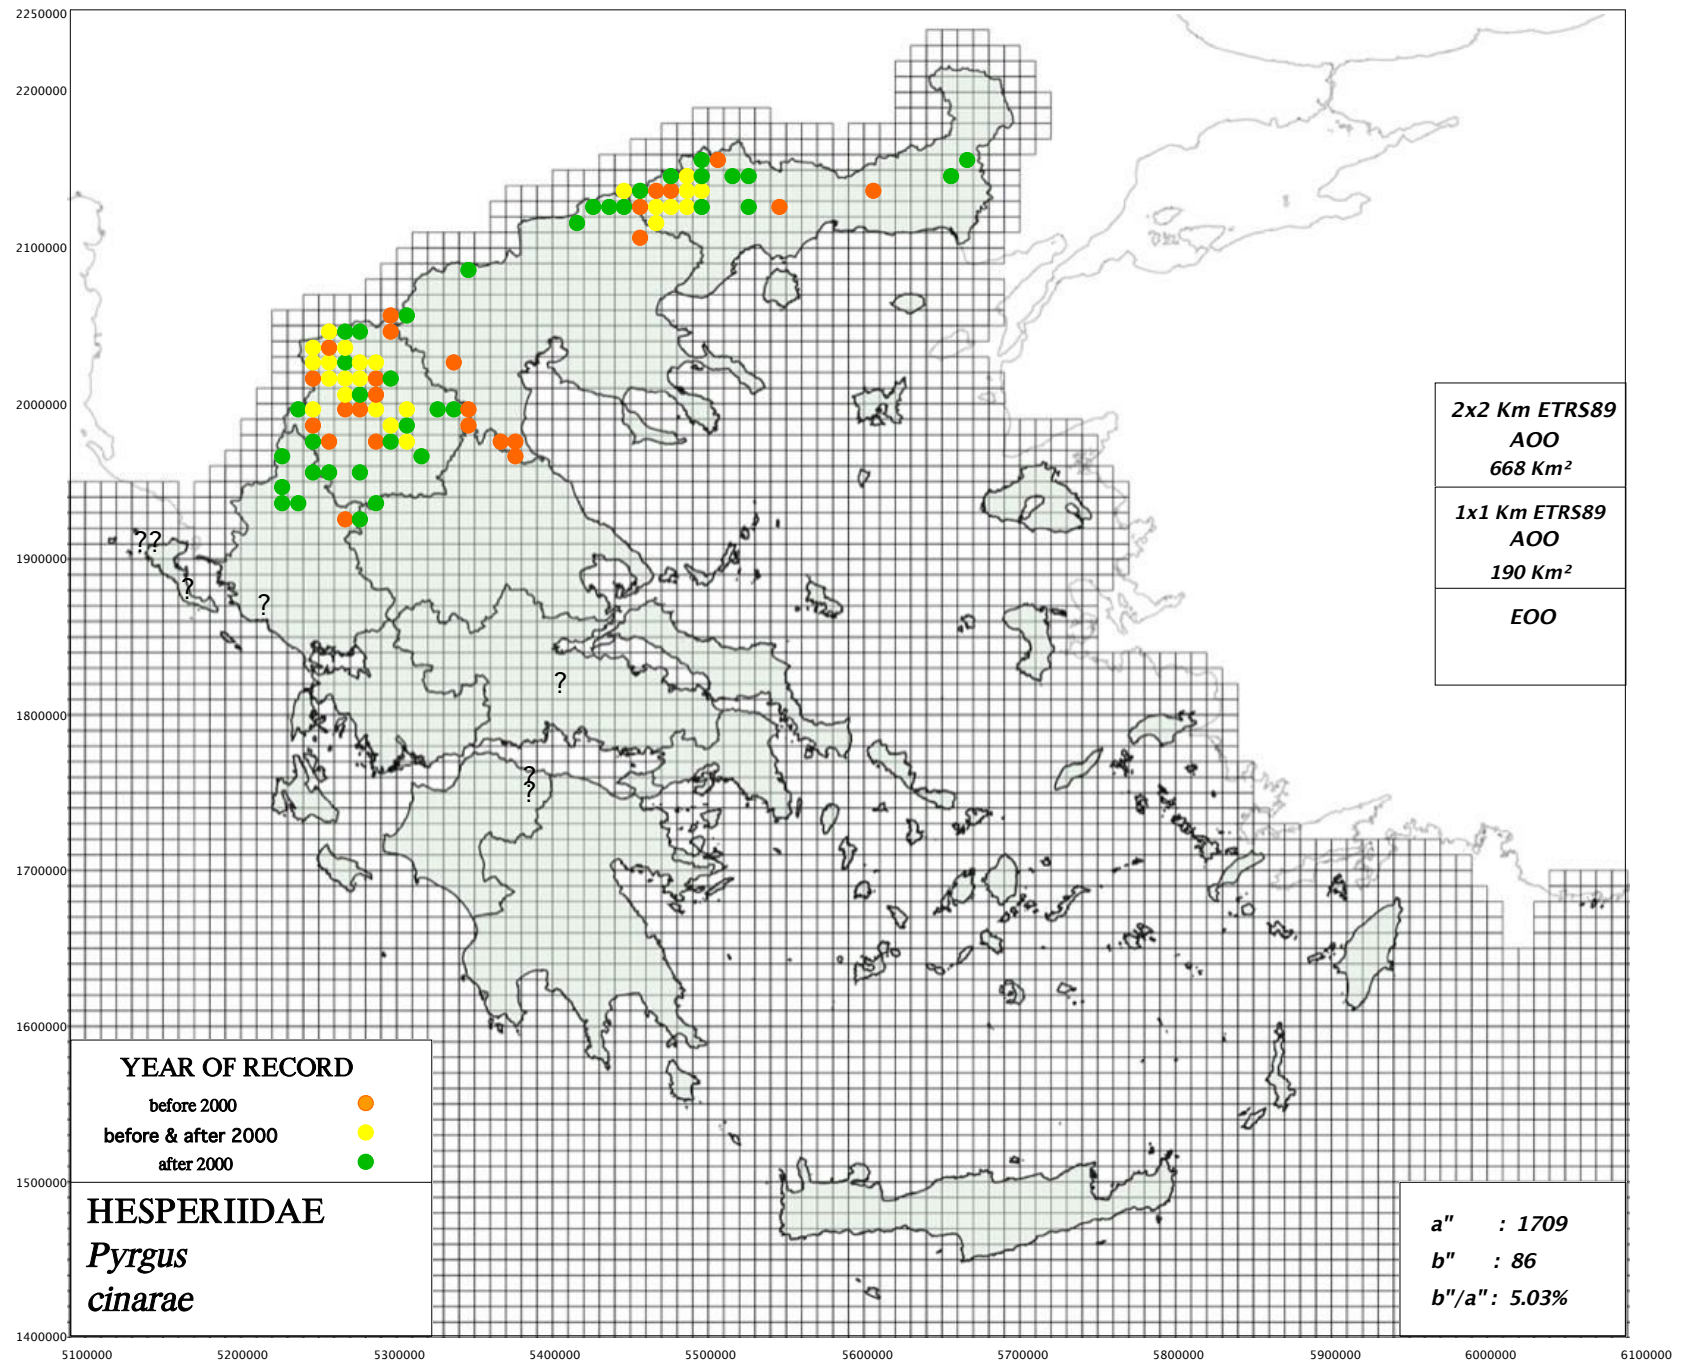 2250000
2200000
2100000
2000000
1900000
1800000
1700000
1600000
1500000
1400000
5100000 5200000 5300000 5400000 5500000 5600000 5700000 5800000 5900000 6000000 6100000
??
?
?
?
?
?
2x2 Km ETRS89
AOO
668 Km²
1x1 Km ETRS89
AOO
190 Km²
EOO
YEAR OF RECORD
before 2000
before & after 2000
after 2000
HESPERIIDAE
Pyrgus
cinarae
a" : 1709
b" : 86
b"/a" : 5.03%